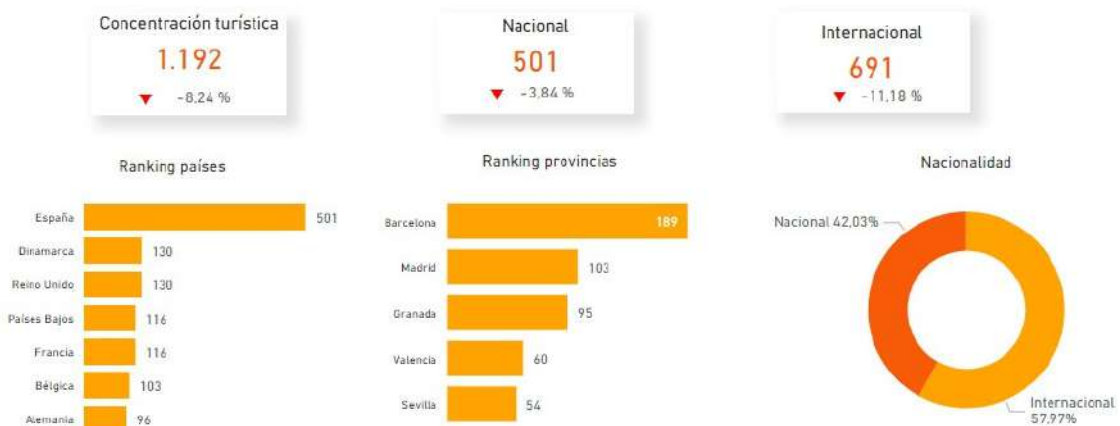 Concentración turística
1.192
-8,24 %
Nacional
501
-3,84 %
Internacional
691
-11,18 %
Ranking países
España 501
Dinamarca 130
Reino Unido 130
Países Bajos 116
Francia 116
Bélgica 103
Alemania 96
Ranking provincias
Barcelona 189
Madrid 103
Granada 95
Valencia 60
Sevilla 54
Nacionalidad
Nacional 42,03%
Internacional
57,97%